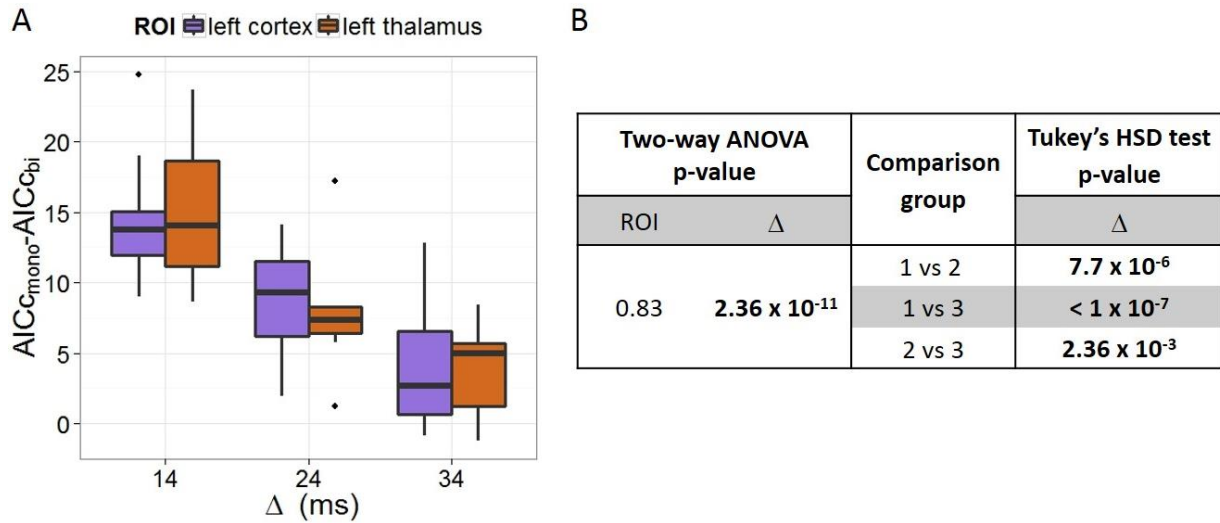 A
B
ROI left cortex left thalamus
AICcmono-AICcbi
25
20
15
10
5
0
14 24 34
Δ (ms)
Two-way ANOVA
p-value
Comparison
group
Tukey's HSD test
p-value
ROI Δ Δ
0.83 2.36 x 10⁻¹¹
1 vs 2 7.7 x 10⁻⁶
1 vs 3 < 1 x 10⁻⁷
2 vs 3 2.36 x 10⁻³